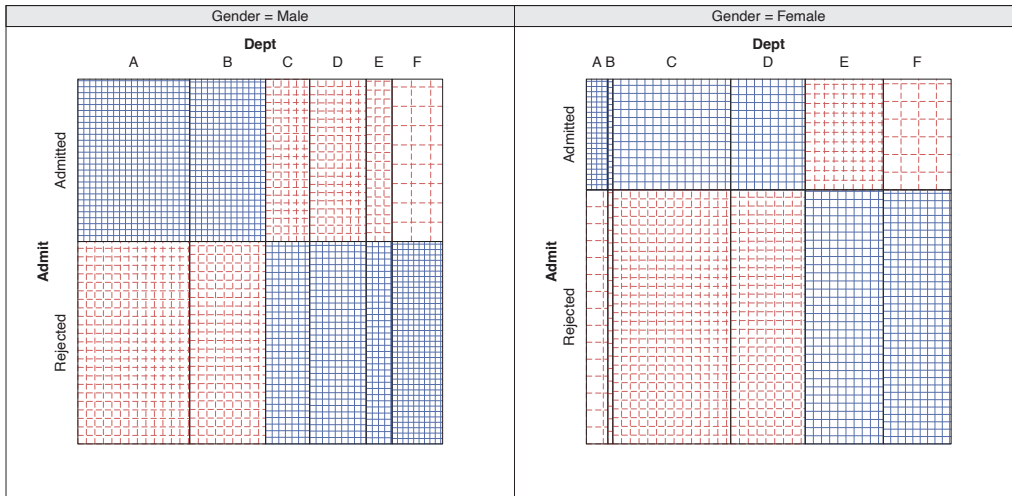 Gender = Male
Dept
A B C D E F
Admit
Admitted
Rejected
Gender = Female
Dept
A B C D E F
Admit
Admitted
Rejected